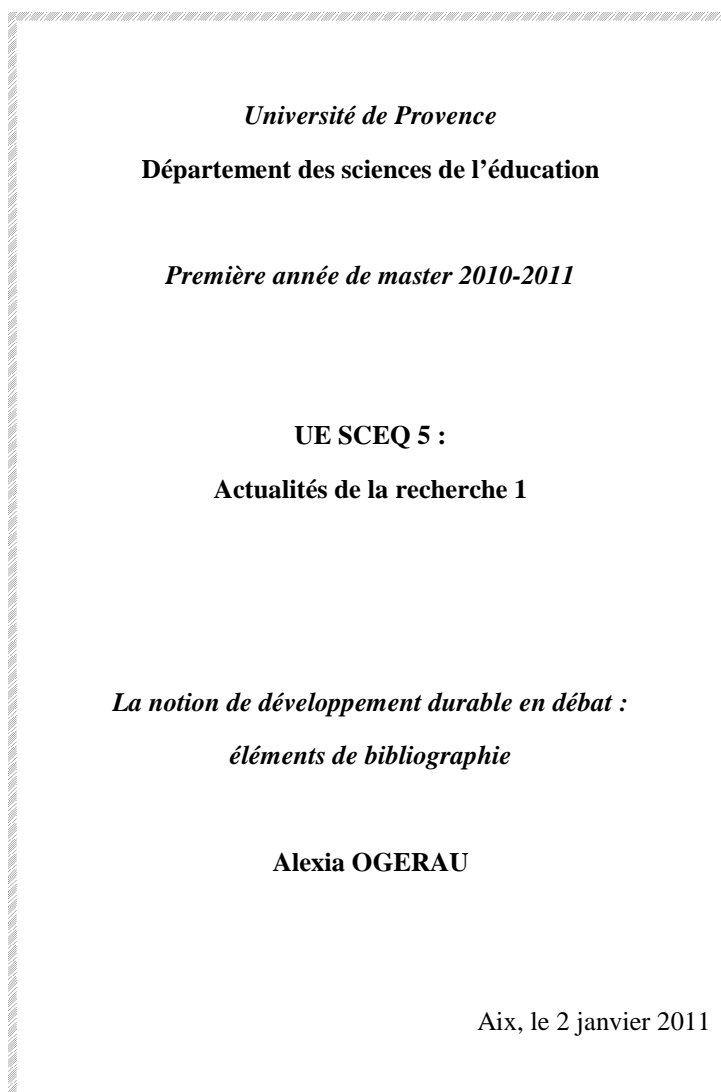 Université de Provence
Département des sciences de l'éducation
Première année de master 2010-2011
UE SCEQ 5 :
Actualités de la recherche 1
La notion de développement durable en débat :
éléments de bibliographie
Alexia OGERAU
Aix, le 2 janvier 2011